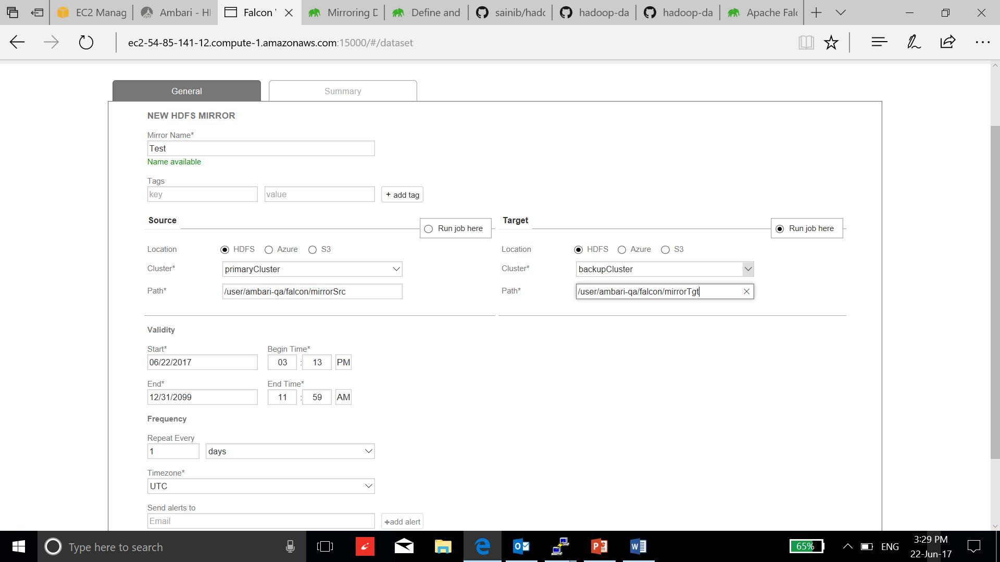 EC2 Manag
Ambari - H
Falcon
Mirroring D
Define and
sainib/hadc
hadoop-da
hadoop-da
Apache Falc
ec2-54-85-141-12.compute-1.amazonaws.com:15000/#/dataset
General
Summary
NEW HDFS MIRROR
Mirror Name*
Test
Name available
Tags
key
value
+ add tag
Source
Run job here
Target
Run job here
Location
HDFS
Azure
S3
Location
HDFS
Azure
S3
Cluster*
primaryCluster
Cluster*
backupCluster
Path*
/user/ambari-qa/falcon/mirrorSrc
Path*
/user/ambari-qa/falcon/mirrorTgt
Validity
Start*
Begin Time*
06/22/2017
03 : 13 PM
End*
End Time*
12/31/2099
11 : 59 AM
Frequency
Repeat Every
1
days
Timezone*
UTC
Send alerts to
Email
+add alert
Type here to search
65%
ENG
3:29 PM
22-Jun-17